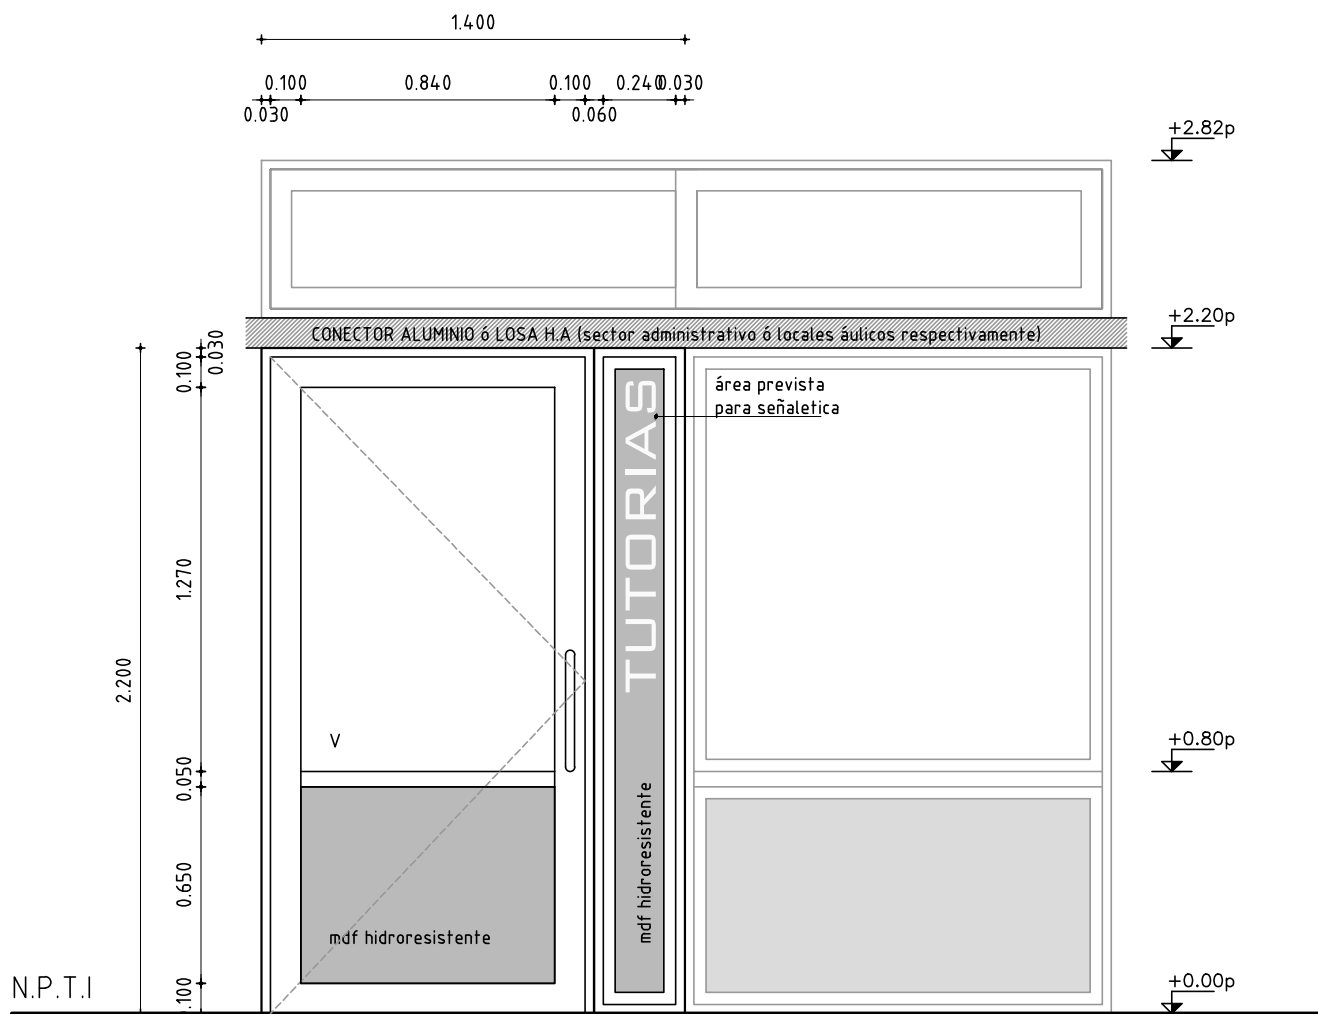 1.400
0.100 0.840 0.100 0.240 0.030
0.030 0.060
+2.82p
+2.20p
CONECTOR ALUMINIO ó LOSA H.A (sector administrativo ó locales áulicos respectivamente)
0.030
0.100
área prevista
para señaletica
TUTORIAS
1.270
2.200
V
+0.80p
0.050
0.650
mdf hidroresistente
mdf hidroresistente
N.P.T.I
0.100
+0.00p